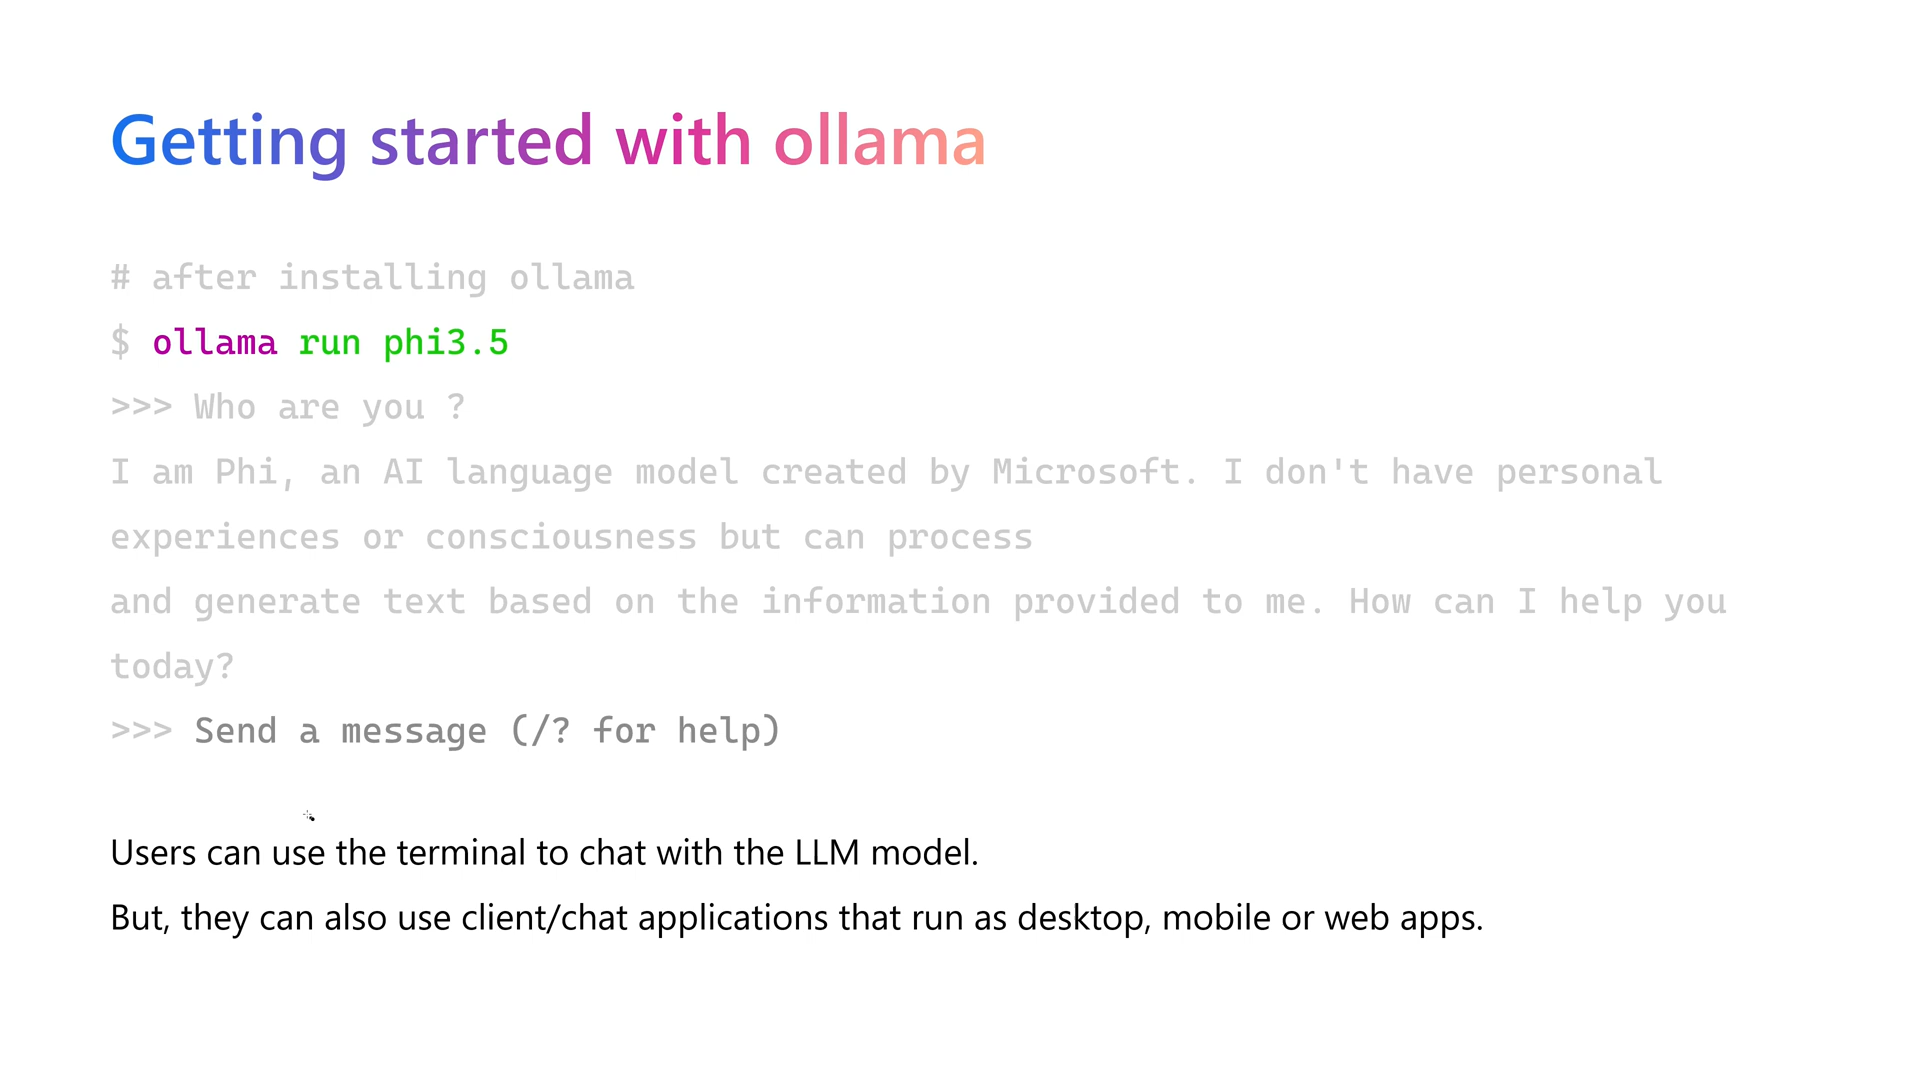 Getting started with ollama
# after installing ollama
$ ollama run phi3.5
>>> Who are you ?
I am Phi, an AI language model created by Microsoft. I don't have personal
experiences or consciousness but can process
and generate text based on the information provided to me. How can I help you
today?
>>> Send a message (/? for help)
Users can use the terminal to chat with the LLM model.
But, they can also use client/chat applications that run as desktop, mobile or web apps.